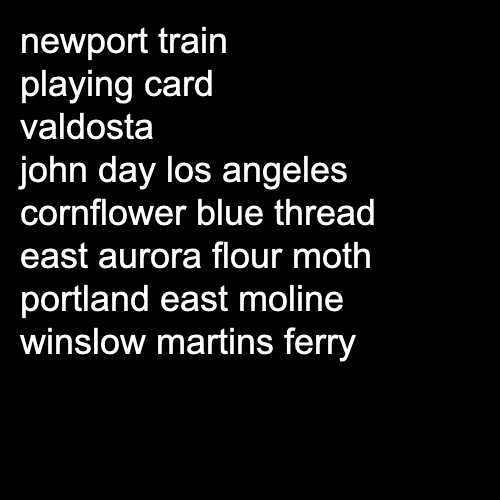 newport train
playing card
valdosta
john day los angeles
cornflower blue thread
east aurora flour moth
portland east moline
winslow martins ferry